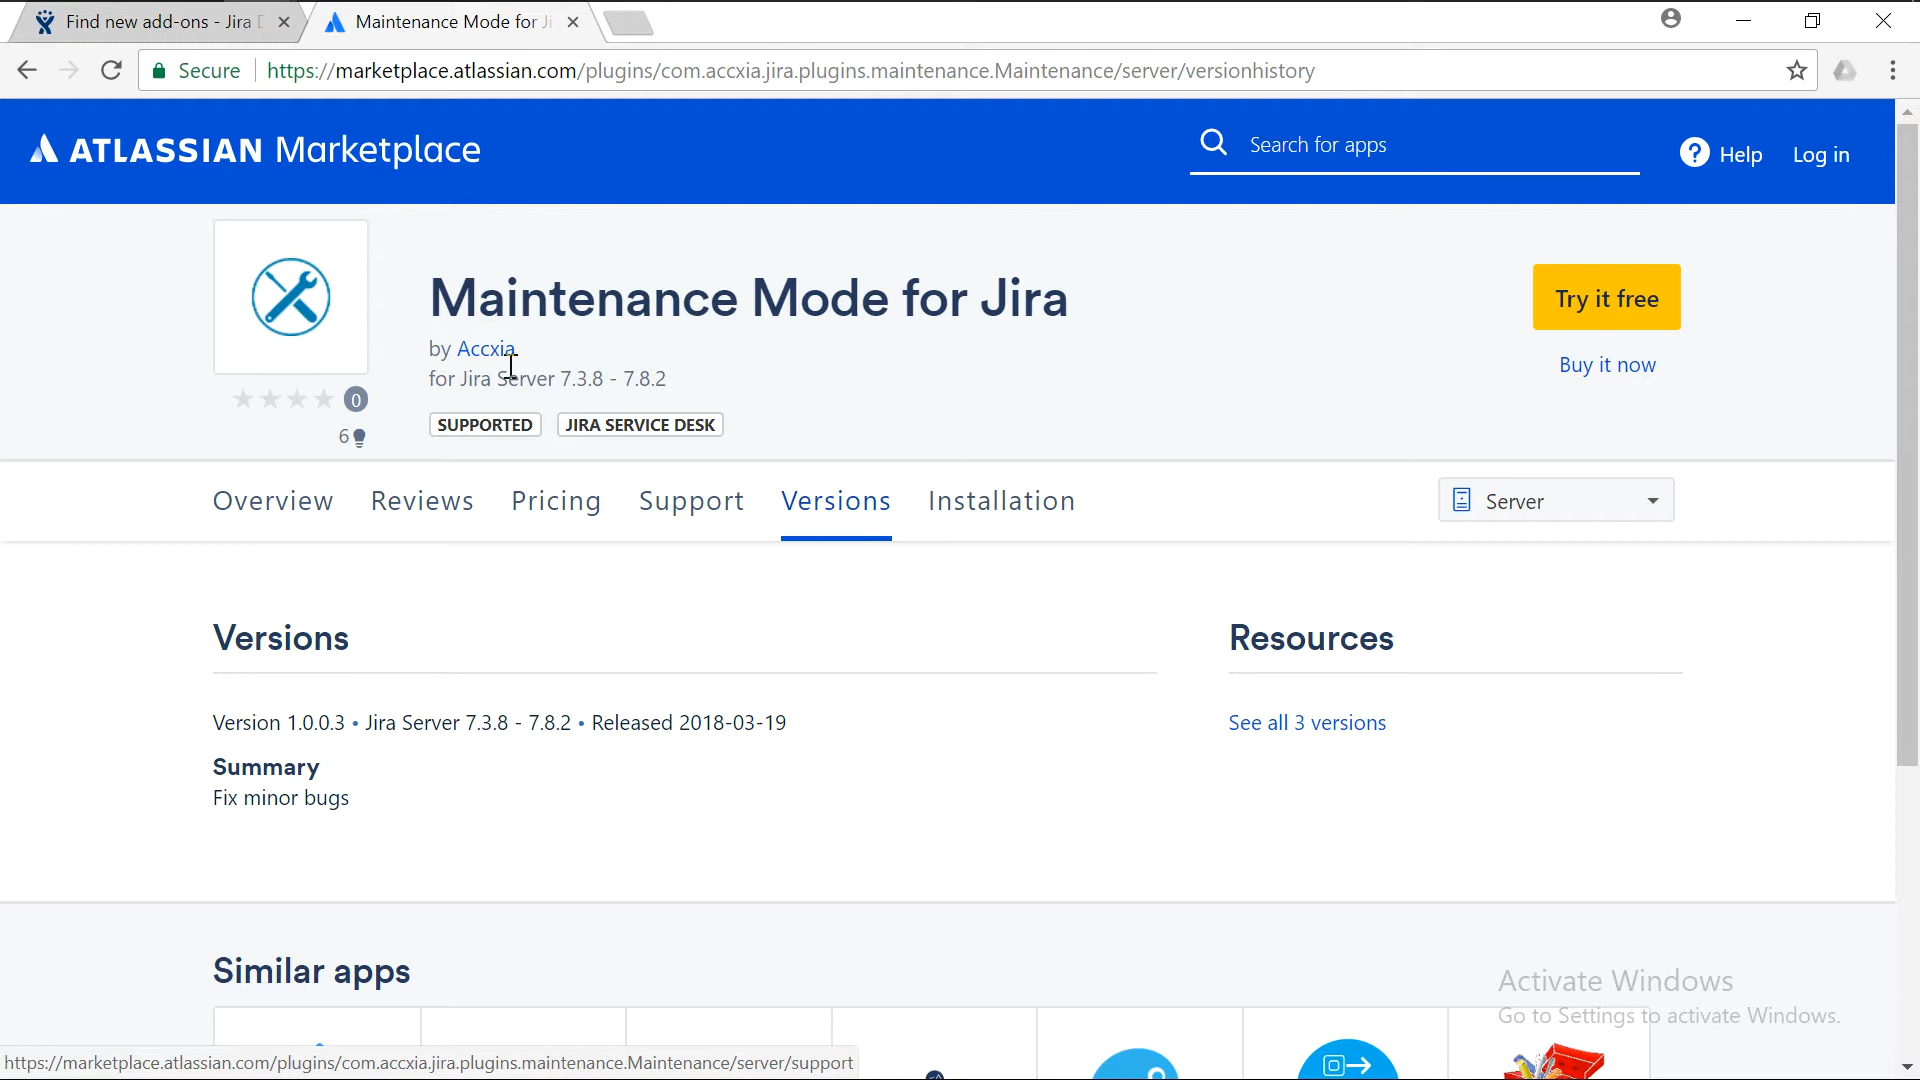 Find new add-ons - Jira
Maintenance Mode for Ji
Secure
https://marketplace.atlassian.com/plugins/com.accxia.jira.plugins.maintenance.Maintenance/server/versionhistory
ATLASSIAN Marketplace
Search for apps
? Help
Log in
Maintenance Mode for Jira
Try it free
by Accxia
Buy it now
for Jira Server 7.3.8 - 7.8.2
0
SUPPORTED
JIRA SERVICE DESK
6
Overview
Reviews
Pricing
Support
Versions
Installation
Server
Versions
Resources
Version 1.0.0.3 • Jira Server 7.3.8 - 7.8.2 • Released 2018-03-19
See all 3 versions
Summary
Fix minor bugs
Similar apps
Activate Windows
Go to Settings to activate Windows.
https://marketplace.atlassian.com/plugins/com.accxia.jira.plugins.maintenance.Maintenance/server/support